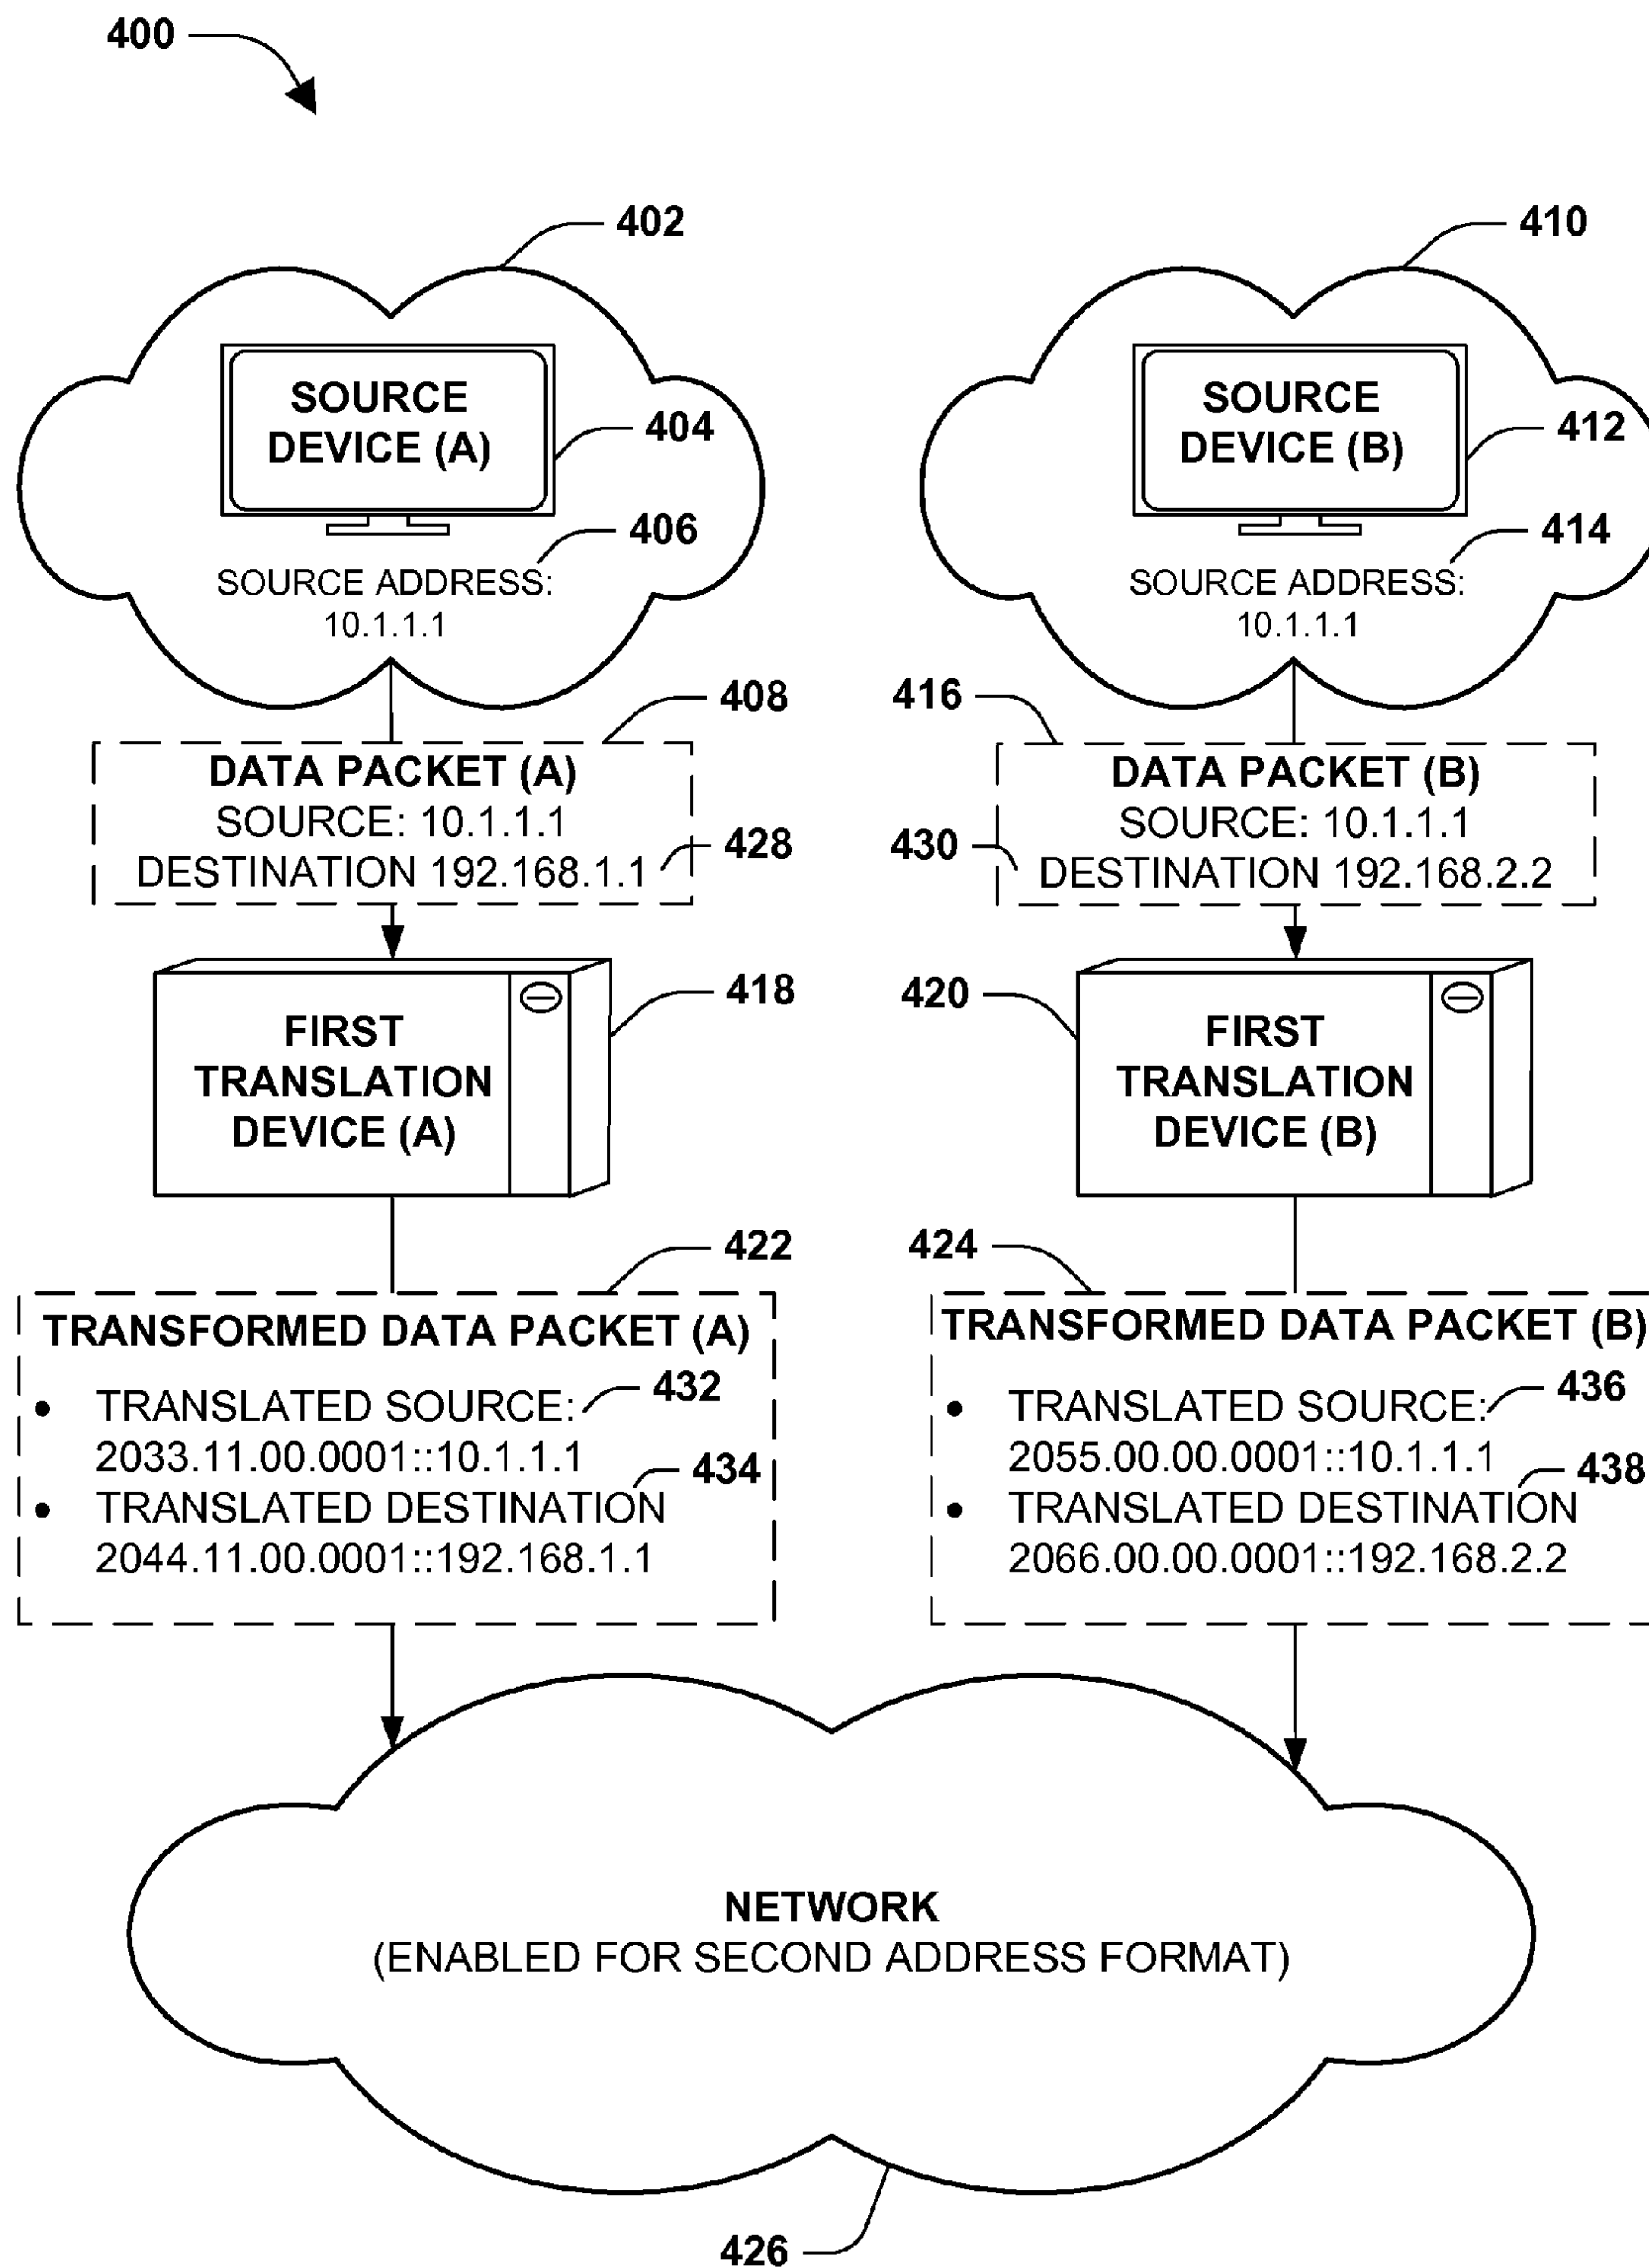 400
402
SOURCE
DEVICE (A)
404
406
SOURCE ADDRESS:
10.1.1.1
410
SOURCE
DEVICE (B)
412
414
SOURCE ADDRESS:
10.1.1.1
408
DATA PACKET (A)
SOURCE: 10.1.1.1
DESTINATION 192.168.1.1
428
416
DATA PACKET (B)
SOURCE: 10.1.1.1
430
DESTINATION 192.168.2.2
FIRST
TRANSLATION
DEVICE (A)
418
420
FIRST
TRANSLATION
DEVICE (B)
422
TRANSFORMED DATA PACKET (A)
• TRANSLATED SOURCE:
432
2033.11.00.0001::10.1.1.1
434
• TRANSLATED DESTINATION
2044.11.00.0001::192.168.1.1
424
TRANSFORMED DATA PACKET (B)
• TRANSLATED SOURCE:
436
2055.00.00.0001::10.1.1.1
438
• TRANSLATED DESTINATION
2066.00.00.0001::192.168.2.2
NETWORK
(ENABLED FOR SECOND ADDRESS FORMAT)
426